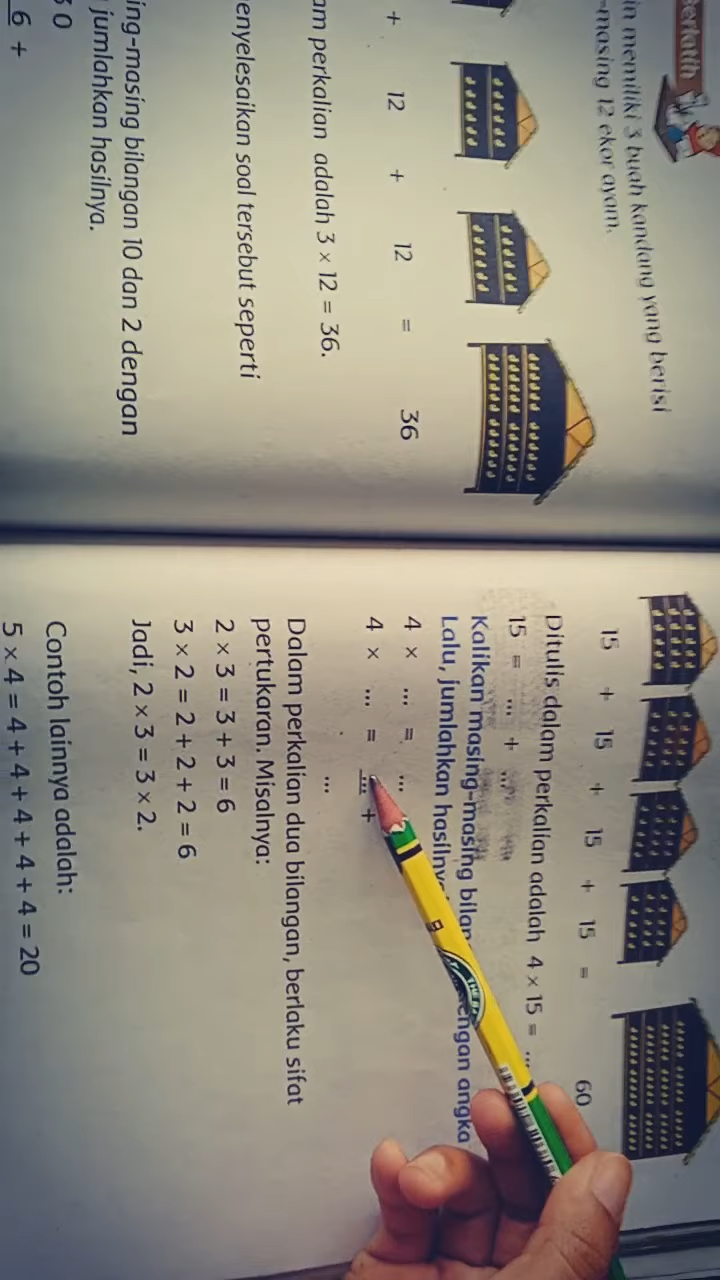 Berlatih
in memiliki 3 buah kandang yang berisi
-masing 12 ekor ayam.
+ 12 + 12 = 36
am perkalian adalah 3 × 12 = 36.
enyelesaikan soal tersebut seperti
ing-masing bilangan 10 dan 2 dengan
jumlahkan hasilnya.
30
6 +
15 + 15 + 15 + 15 = 60
Ditulis dalam perkalian adalah 4 × 15 = ...
15 = ... + ...
Kalikan masing-masing bilan engan angka
Lalu, jumlahkan hasilny
4 × ... = ...
4 × ... = ... +
...
Dalam perkalian dua bilangan, berlaku sifat
pertukaran. Misalnya:
2 × 3 = 3 + 3 = 6
3 × 2 = 2 + 2 + 2 = 6
Jadi, 2 × 3 = 3 × 2.
Contoh lainnya adalah:
5 × 4 = 4 + 4 + 4 + 4 + 4 = 20